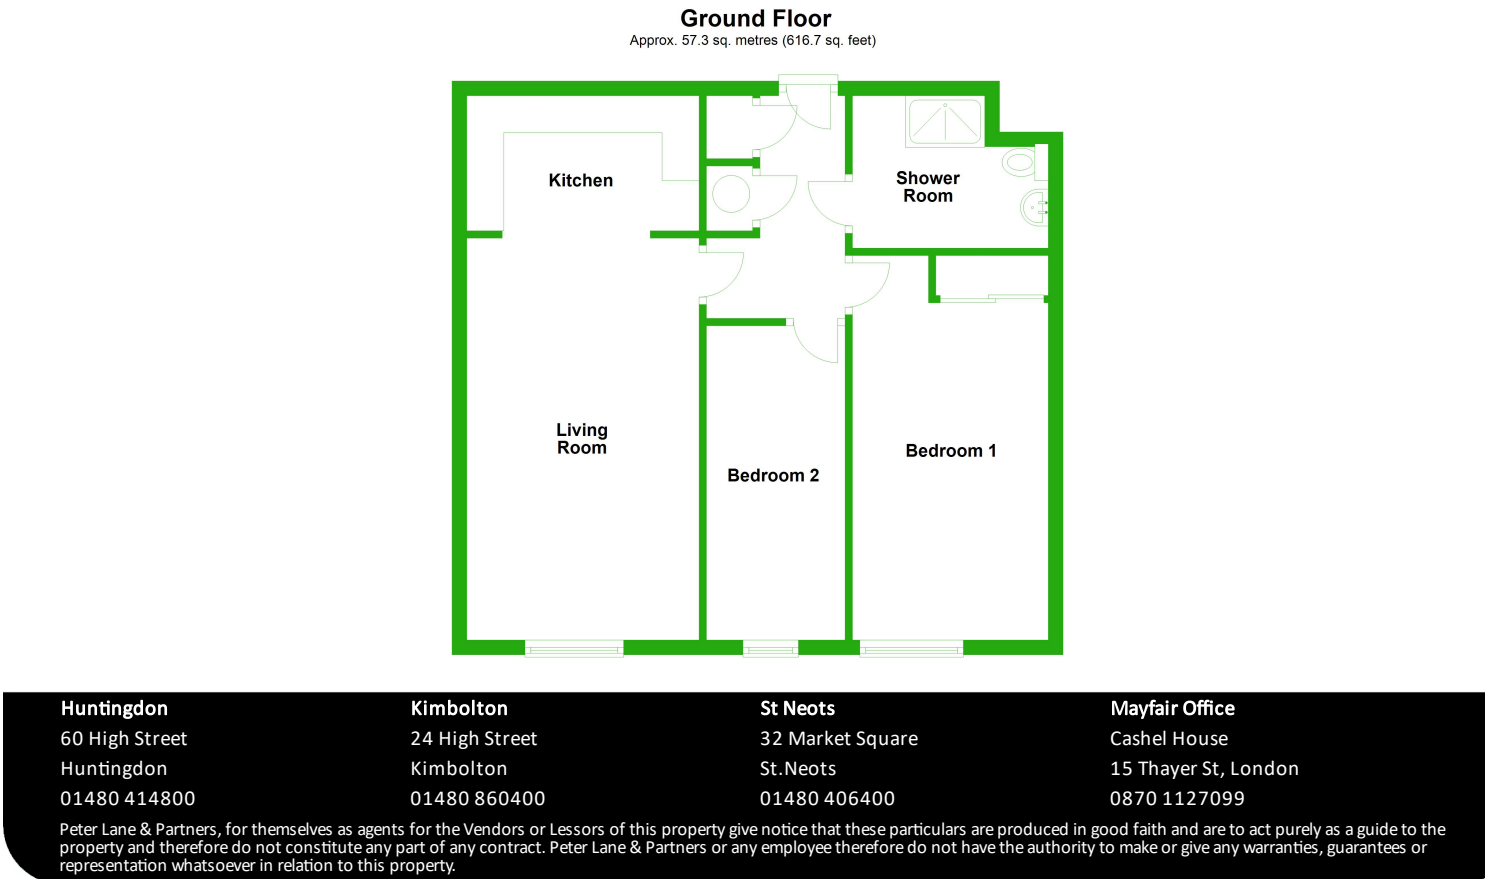 Ground Floor
Approx. 57.3 sq. metres (616.7 sq. feet)
Kitchen
Shower
Room
Living
Room
Bedroom 1
Bedroom 2
Huntingdon
60 High Street
Huntingdon
01480 414800
Kimbolton
24 High Street
Kimbolton
01480 860400
St Neots
32 Market Square
St.Neots
01480 406400
Mayfair Office
Cashel House
15 Thayer St, London
0870 1127099
Peter Lane & Partners, for themselves as agents for the Vendors or Lessors of this property give notice that these particulars are produced in good faith and are to act purely as a guide to the
property and therefore do not constitute any part of any contract. Peter Lane & Partners or any employee therefore do not have the authority to make or give any warranties, guarantees or
representation whatsoever in relation to this property.